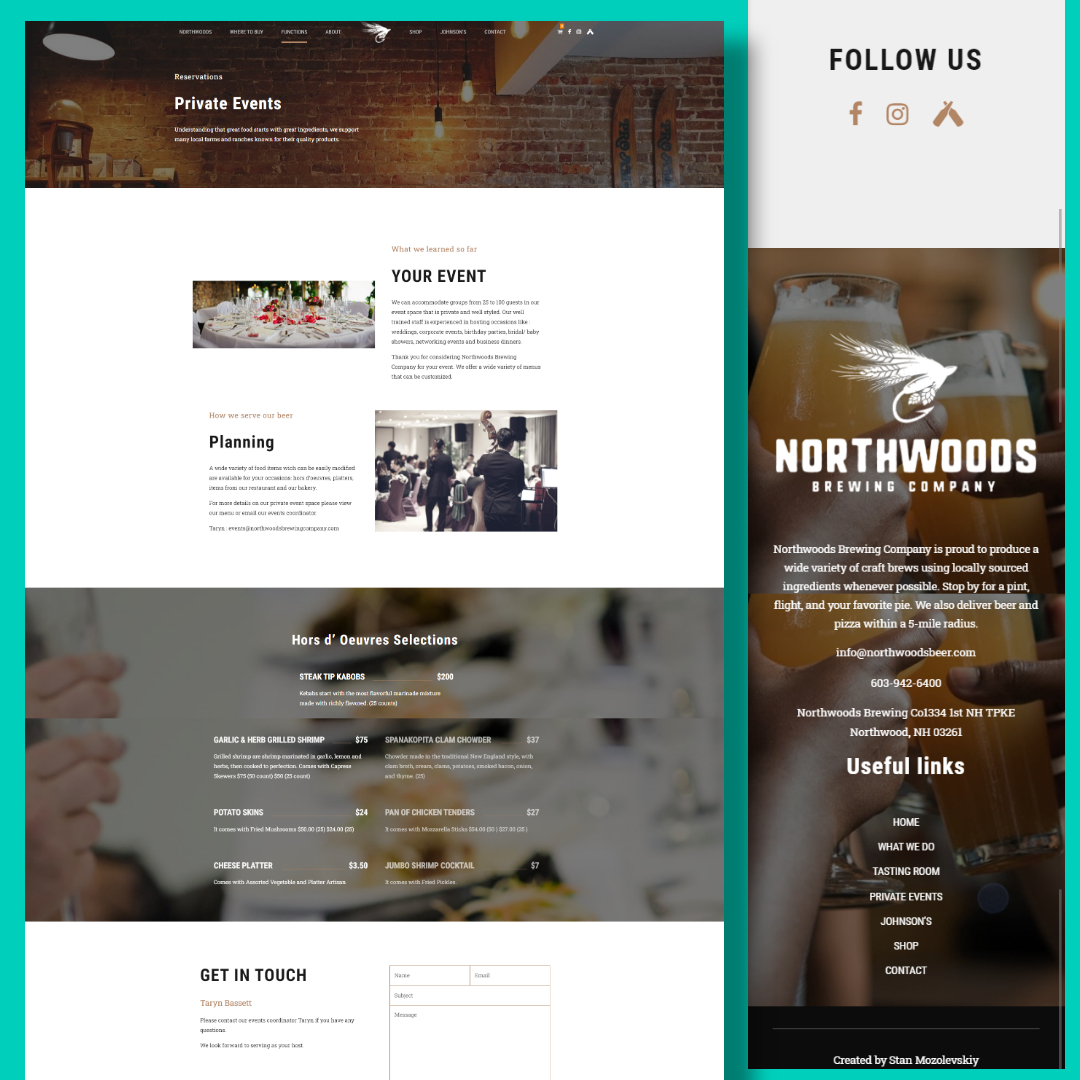 NORTHWOODS WHERE TO BUY FUNCTIONS ABOUT SHOP JOHNSON'S CONTACT
Reservations
Private Events
Understanding that great food starts with great ingredients, we support
many local farms and ranches known for their quality products.
What we learned so far
YOUR EVENT
We can accommodate groups from 25 to 100 guests in our
event space that is private and well styled. Our well
trained staff is experienced in hosting occasions like :
weddings, corporate events, birthday parties, bridal/ baby
showers, networking events and business dinners.
Thank you for considering Northwoods Brewing
Company for your event. We offer a wide variety of menus
that can be customized.
How we serve our beer
Planning
A wide variety of food items wich can be easily modified
are available for your occasions: hors d'oeuvres, platters,
items from our restaurant and our bakery.
For more details on our private event space please view
our menu or email our events coordinator.
Taryn : events@northwoodsbrewingcompany.com
Hors d' Oeuvres Selections
STEAK TIP KABOBS $200
Kebabs start with the most flavorful marinade mixture
made with richly flavored. (25 counts)
GARLIC & HERB GRILLED SHRIMP $75
Grilled shrimp are shrimp marinated in garlic, lemon and
herbs, then cooked to perfection. Comes with Caprese
Skewers $75 (50 count) $50 (25 count)
SPANAKOPITA CLAM CHOWDER $37
Chowder made in the traditional New England style, with
clam broth, cream, clams, potatoes, smoked bacon, onion,
and thyme (25)
POTATO SKINS $24
It comes with Fried Mushrooms $50.00 (25) $24.00 (25)
PAN OF CHICKEN TENDERS $27
It comes with Mozzarella Sticks $54.00 (50 ) $27.50 (25 )
CHEESE PLATTER $3.50
Comes with Assorted Vegetable and Platter Artisan
JUMBO SHRIMP COCKTAIL $7
It comes with Fried Pickles
GET IN TOUCH
Taryn Bassett
Please contact our events coordinator Taryn if you have any
questions.
We look forward to serving as your host
Name Email
Subject
Message
FOLLOW US
NORTHWOODS
BREWING COMPANY
Northwoods Brewing Company is proud to produce a
wide variety of craft brews using locally sourced
ingredients whenever possible. Stop by for a pint,
flight, and your favorite pie. We also deliver beer and
pizza within a 5-mile radius.
info@northwoodsbeer.com
603-942-6400
Northwoods Brewing Co1334 1st NH TPKE
Northwood, NH 03261
Useful links
HOME
WHAT WE DO
TASTING ROOM
PRIVATE EVENTS
JOHNSON'S
SHOP
CONTACT
Created by Stan Mozolevskiy